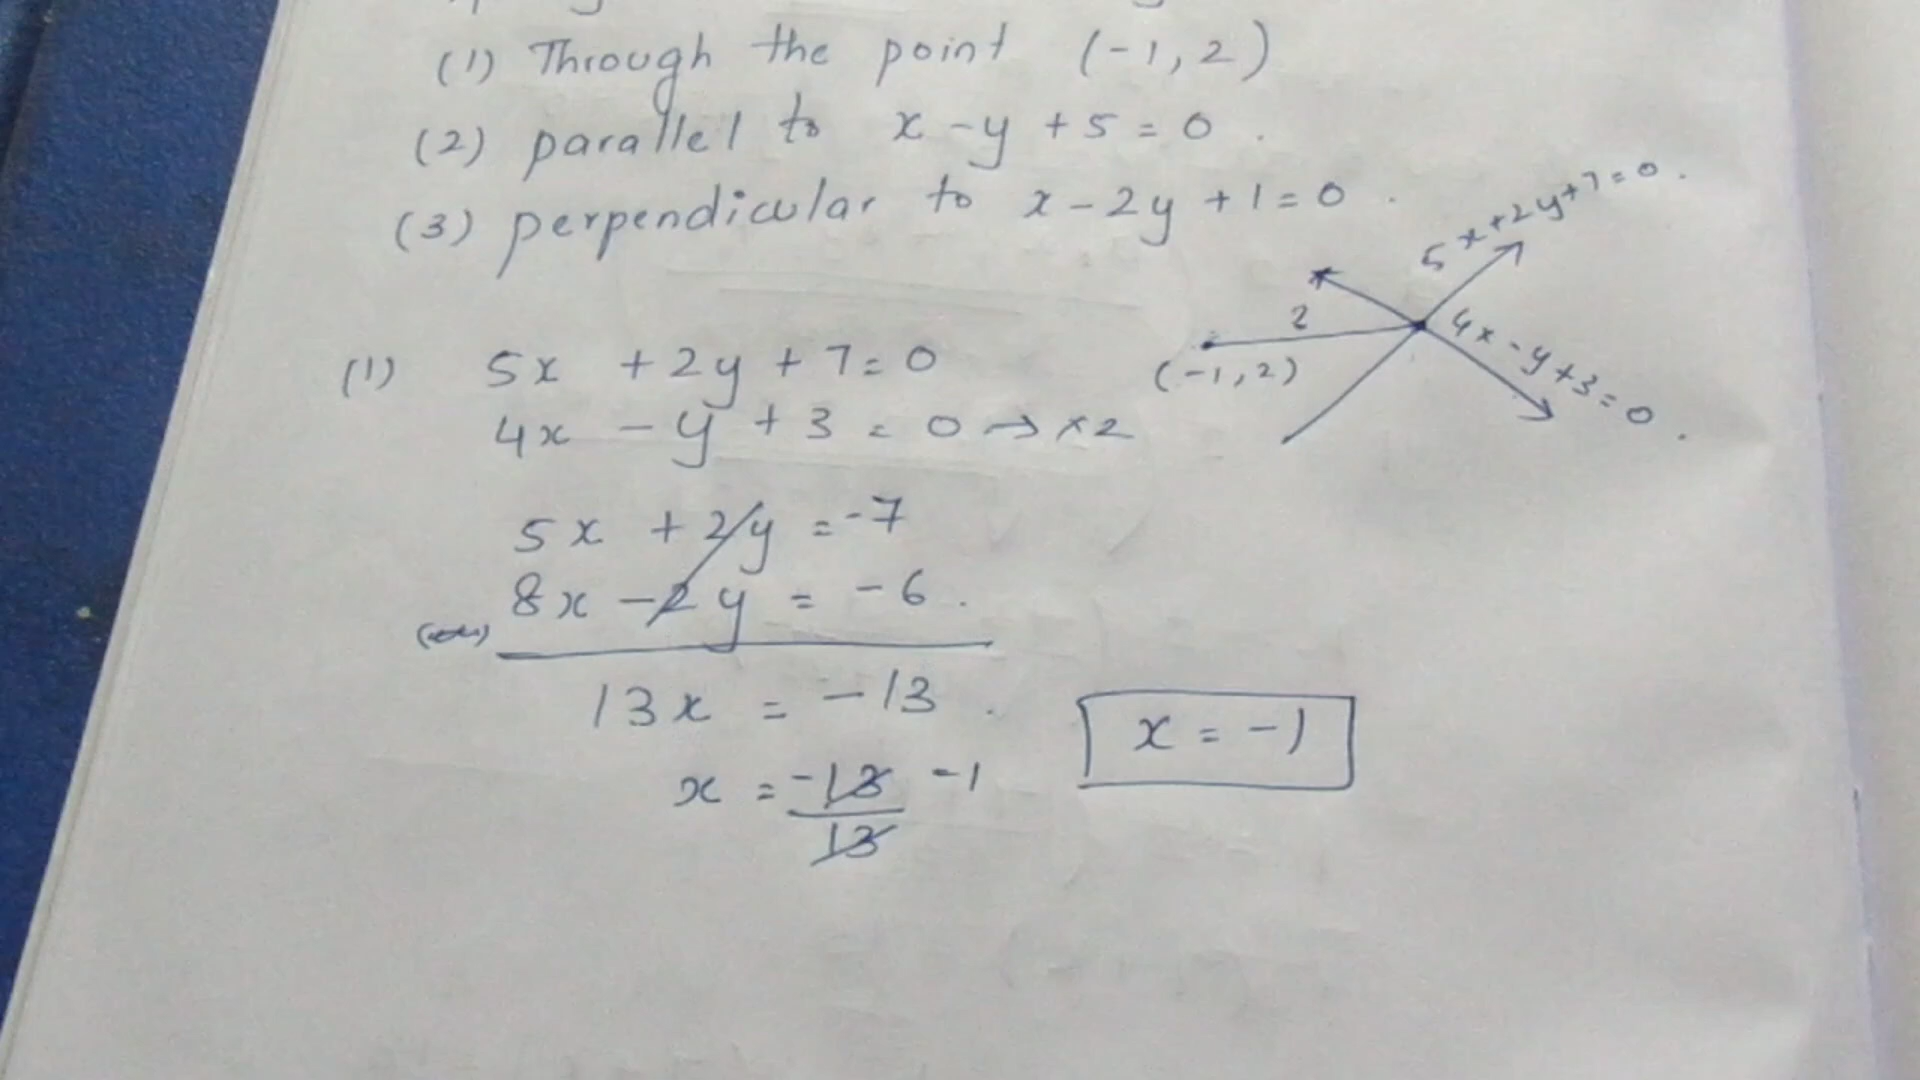 (1) Through the point (-1,2)
(2) parallel to x - y + 5 = 0.
(3) perpendicular to x - 2y + 1 = 0.
5x+2y+7=0.
2
4x-y+3=0.
(-1,2)
(1) 5x + 2y + 7 = 0
4x - y + 3 = 0 → ×2
5x + 2y = -7
8x - 2y = -6.
13x = -13.
x = -13/13 -1
x = -1